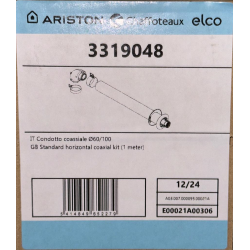 ARISTON Chaffoteaux elco
3319048
IT Condotto coassiale Ø60/100
GB Standard horizontal coaxial kit (1 meter)
12/24
E00021A00306